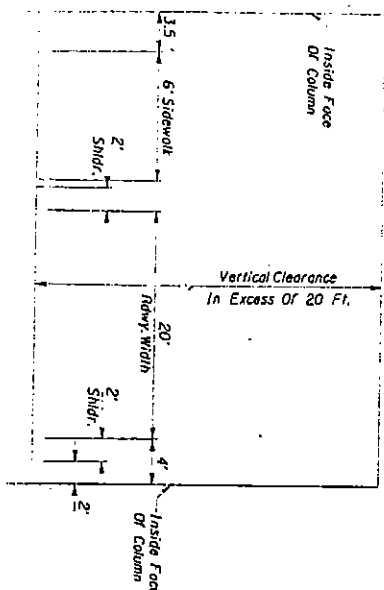 3.5'
Inside Face
Of Column
6' Sidewalk
2'
Shldr.
Vertical Clearance
In Excess Of 20 Ft.
20'
Rdwy. Width
2'
Shldr.
4'
2'
Inside Face
Of Column